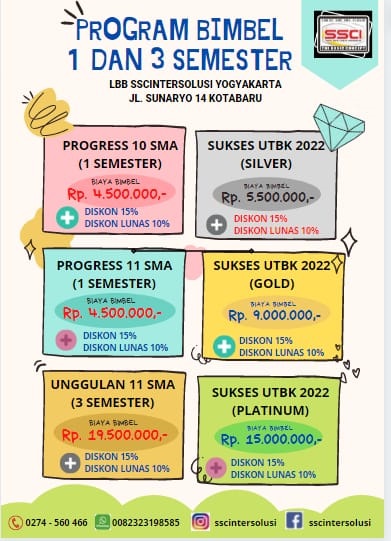 PROGRAM BIMBEL
1 DAN 3 SEMESTER
SSCI
LBB SSCINTERSOLUSI YOGYAKARTA
JL. SUNARYO 14 KOTABARU
PROGRESS 10 SMA
(1 SEMESTER)
BIAYA BIMBEL
Rp. 4.500.000,-
DISKON 15%
DISKON LUNAS 10%
SUKSES UTBK 2022
(SILVER)
BIAYA BIMBEL
Rp. 5.500.000,-
DISKON 15%
DISKON LUNAS 10%
PROGRESS 11 SMA
(1 SEMESTER)
BIAYA BIMBEL
Rp. 4.500.000,-
DISKON 15%
DISKON LUNAS 10%
SUKSES UTBK 2022
(GOLD)
BIAYA BIMBEL
Rp. 9.000.000,-
DISKON 15%
DISKON LUNAS 10%
UNGGULAN 11 SMA
(3 SEMESTER)
BIAYA BIMBEL
Rp. 19.500.000,-
DISKON 15%
DISKON LUNAS 10%
SUKSES UTBK 2022
(PLATINUM)
BIAYA BIMBEL
Rp. 15.000.000,-
DISKON 15%
DISKON LUNAS 10%
0274 - 560 466
0082323198585
sscintersolusi
sscintersolusi